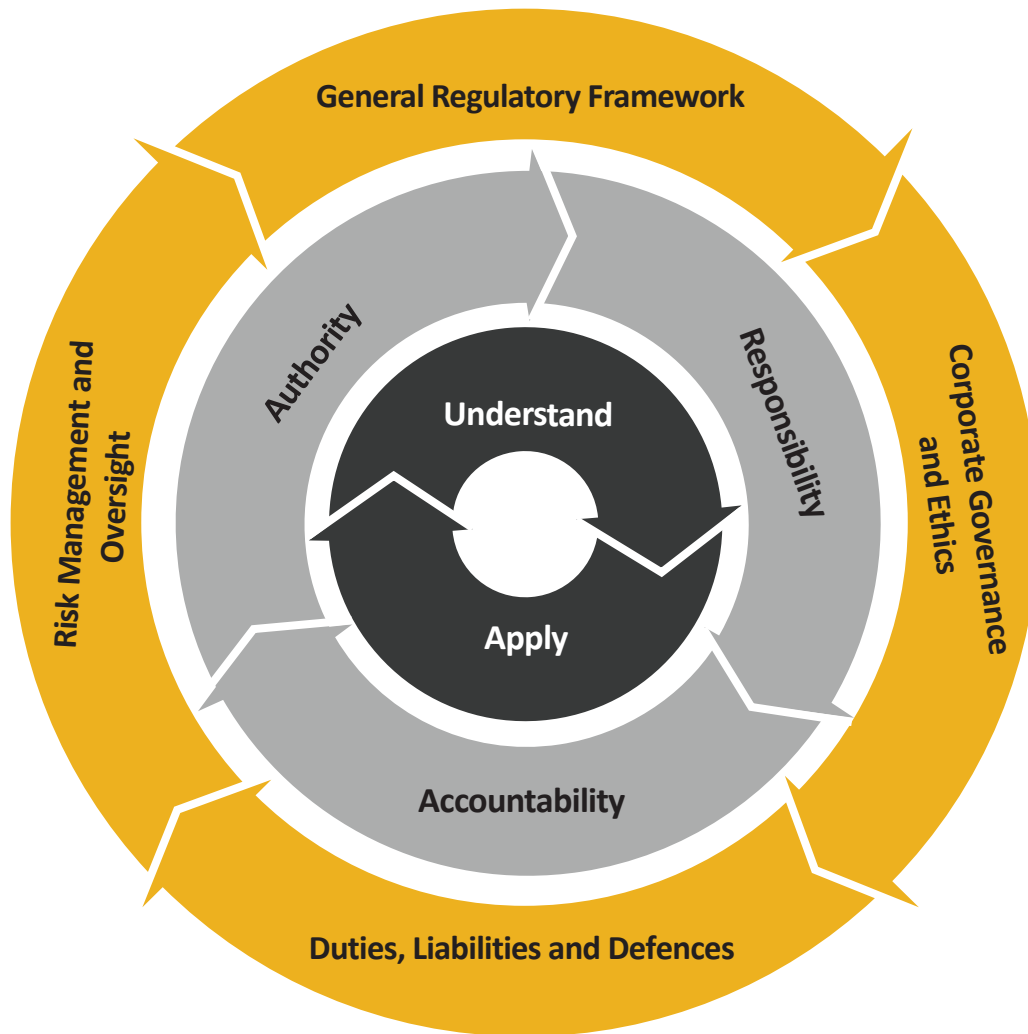 General Regulatory Framework
Corporate Governance
and Ethics
Duties, Liabilities and Defences
Risk Management and
Oversight
Authority
Responsibility
Accountability
Understand
Apply